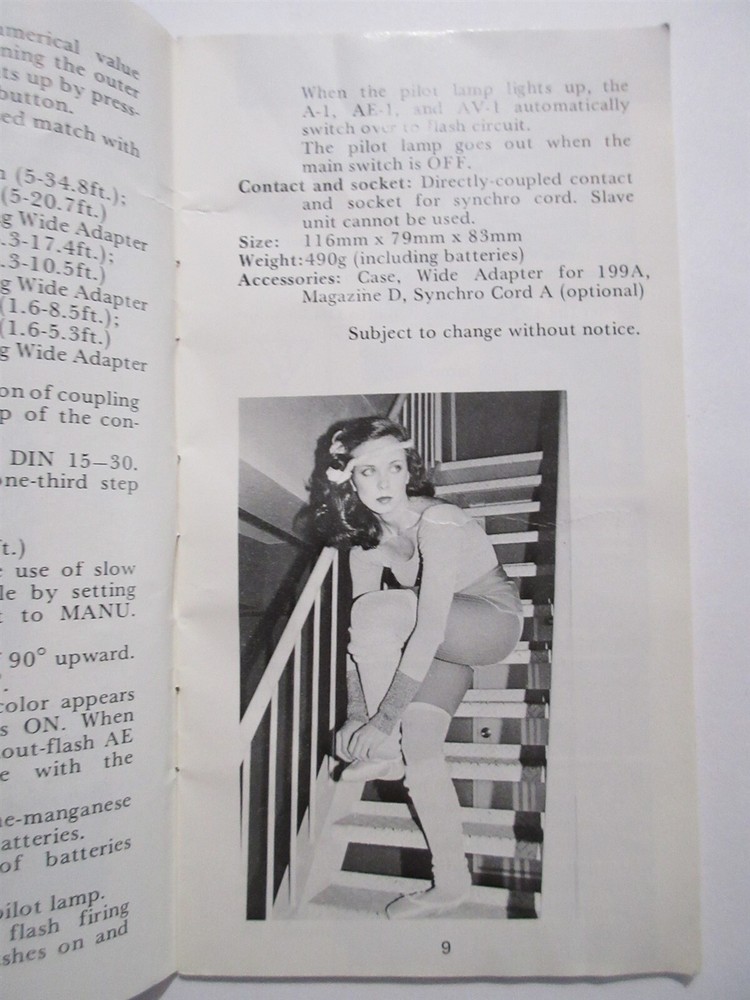 umerical value
ning the outer
ts up by press-
button.
ed match with
(5-34.8ft.);
(5-20.7ft.)
g Wide Adapter
.3-17.4ft.);
.3-10.5ft.)
g Wide Adapter
(1.6-8.5ft.);
(1.6-5.3ft.)
g Wide Adapter
on of coupling
p of the con-
DIN 15—30.
one-third step
t.)
use of slow
le by setting
t to MANU.
90° upward.
color appears
s ON. When
out-flash AE
e with the
ne-manganese
atteries.
of batteries
pilot lamp.
flash firing
shes on and
When the pilot lamp lights up, the
A-1, AE-1, and AV-1 automatically
switch over to flash circuit.
The pilot lamp goes out when the
main switch is OFF.
Contact and socket: Directly-coupled contact
and socket for synchro cord. Slave
unit cannot be used.
Size: 116mm x 79mm x 83mm
Weight:490g (including batteries)
Accessories: Case, Wide Adapter for 199A,
Magazine D, Synchro Cord A (optional)
Subject to change without notice.
9